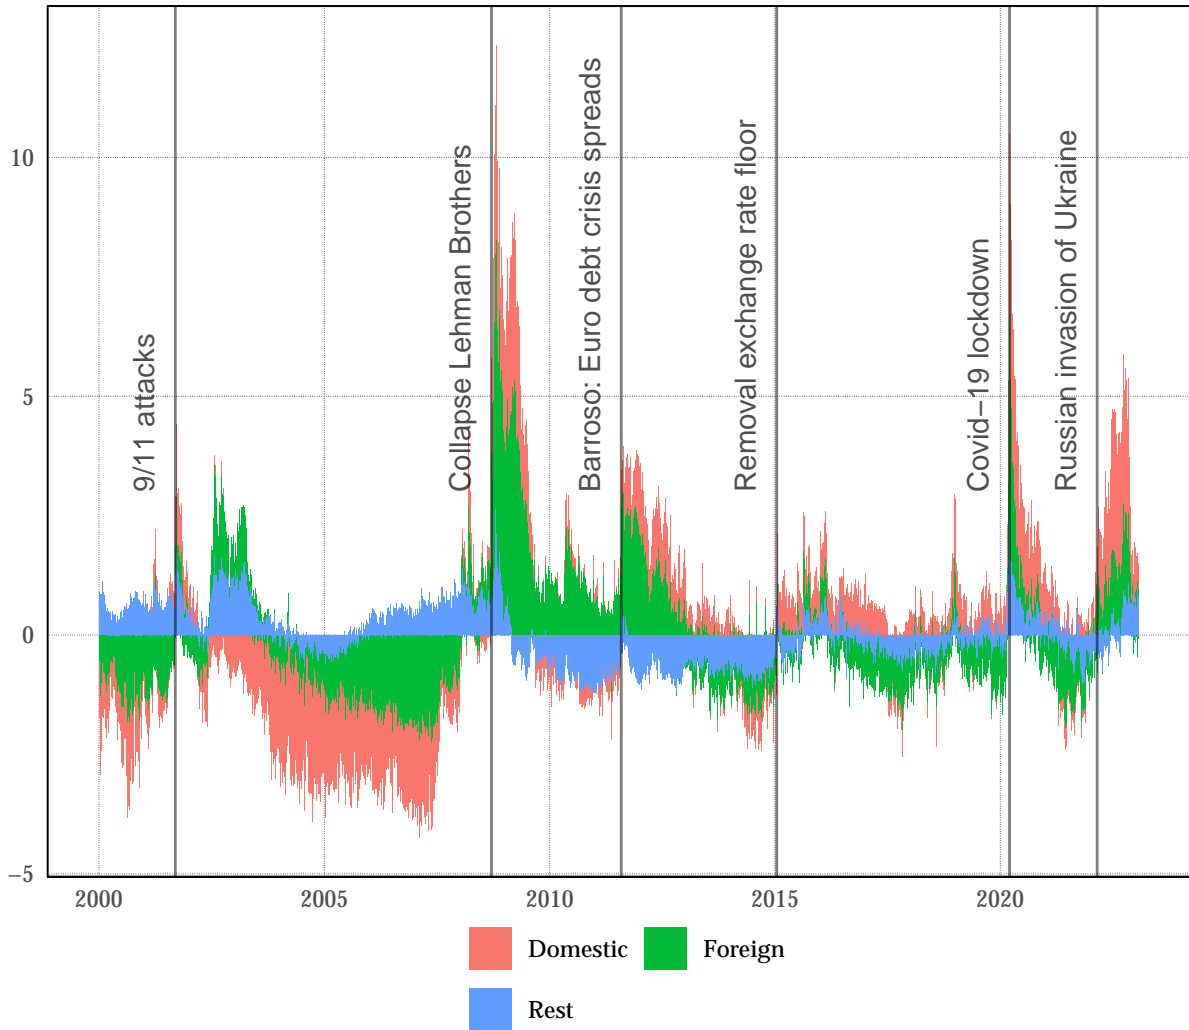 10
5
0
−5
9/11 attacks
Collapse Lehman Brothers
Barroso: Euro debt crisis spreads
Removal exchange rate floor
Covid−19 lockdown
Russian invasion of Ukraine
2000
2005
2010
2015
2020
Domestic
Foreign
Rest